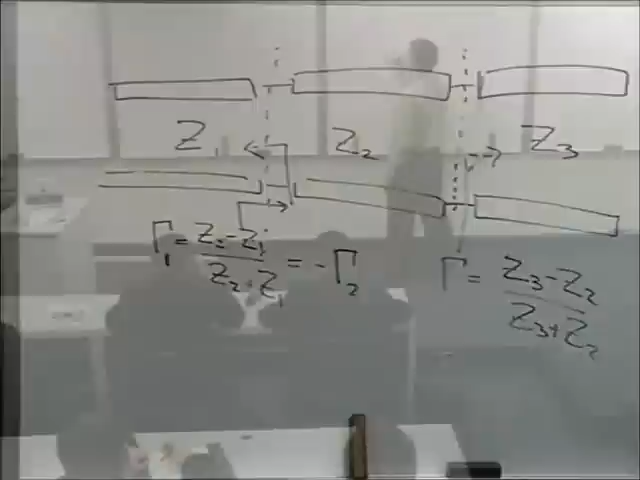 Z₁ Z₂ Z₃
Γ₁ = (Z₂ - Z₁)/(Z₂ + Z₁) = - Γ₂
Γ = (Z₃ - Z₂)/(Z₃ + Z₂)